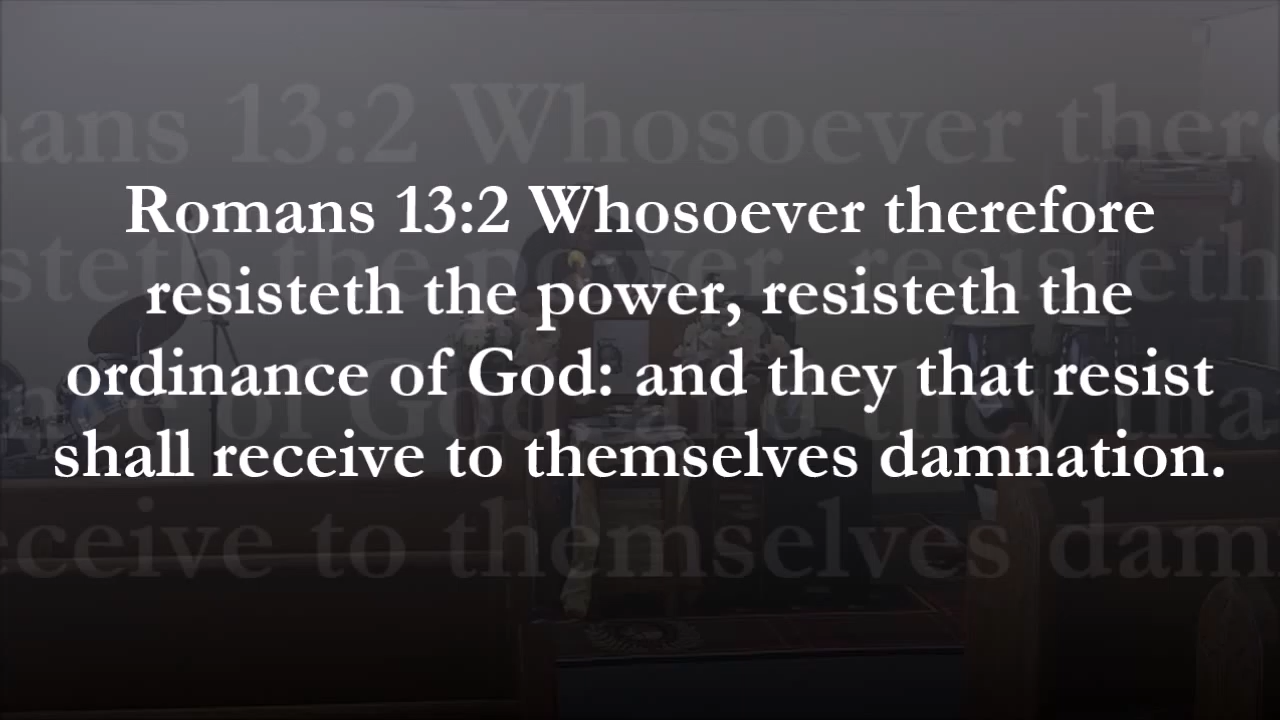 Romans 13:2 Whosoever therefore
resisteth the power, resisteth the
ordinance of God: and they that resist
shall receive to themselves damnation.